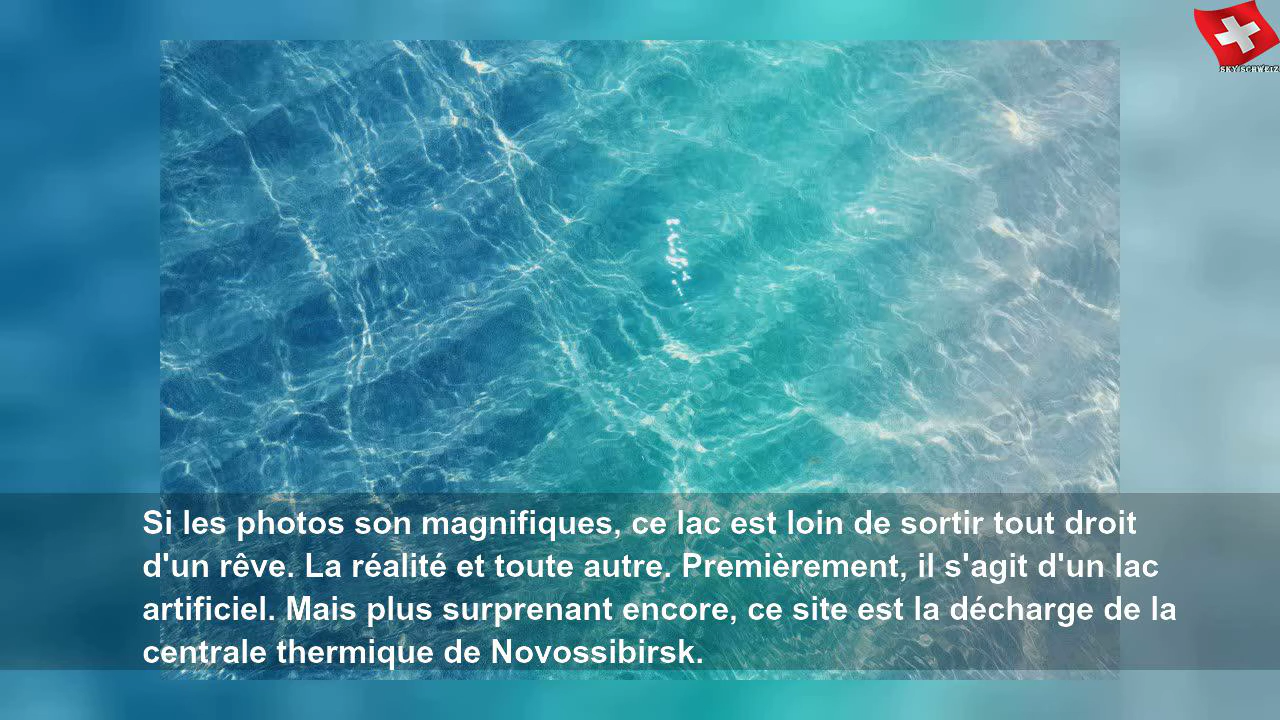 SKY SCHWEIZ
Si les photos son magnifiques, ce lac est loin de sortir tout droit
d'un rêve. La réalité et toute autre. Premièrement, il s'agit d'un lac
artificiel. Mais plus surprenant encore, ce site est la décharge de la
centrale thermique de Novossibirsk.